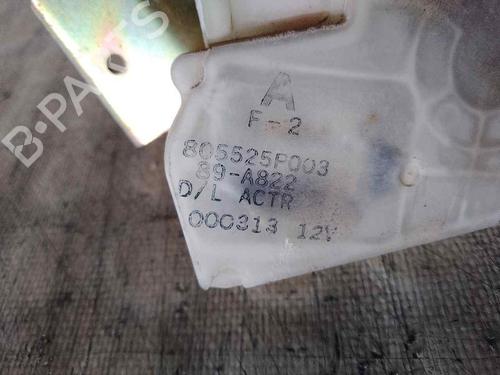 B-PARTS
A
F-2
805525P003
89-A822
D/L ACTR
000313 12V